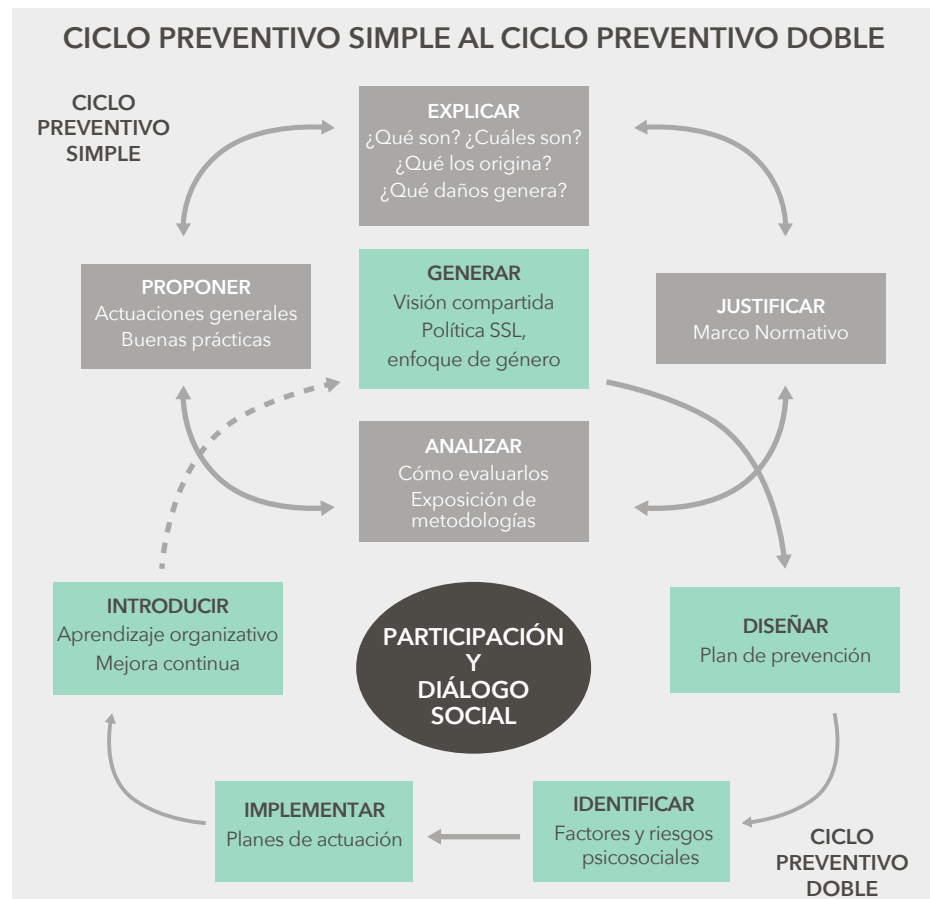 CICLO PREVENTIVO SIMPLE AL CICLO PREVENTIVO DOBLE
CICLO
PREVENTIVO
SIMPLE
EXPLICAR
¿Qué son? ¿Cuáles son?
¿Qué los origina?
¿Qué daños genera?
PROPONER
Actuaciones generales
Buenas prácticas
GENERAR
Visión compartida
Política SSL,
enfoque de género
JUSTIFICAR
Marco Normativo
ANALIZAR
Cómo evaluarlos
Exposición de
metodologías
INTRODUCIR
Aprendizaje organizativo
Mejora continua
PARTICIPACIÓN
Y
DIÁLOGO
SOCIAL
DISEÑAR
Plan de prevención
IMPLEMENTAR
Planes de actuación
IDENTIFICAR
Factores y riesgos
psicosociales
CICLO
PREVENTIVO
DOBLE